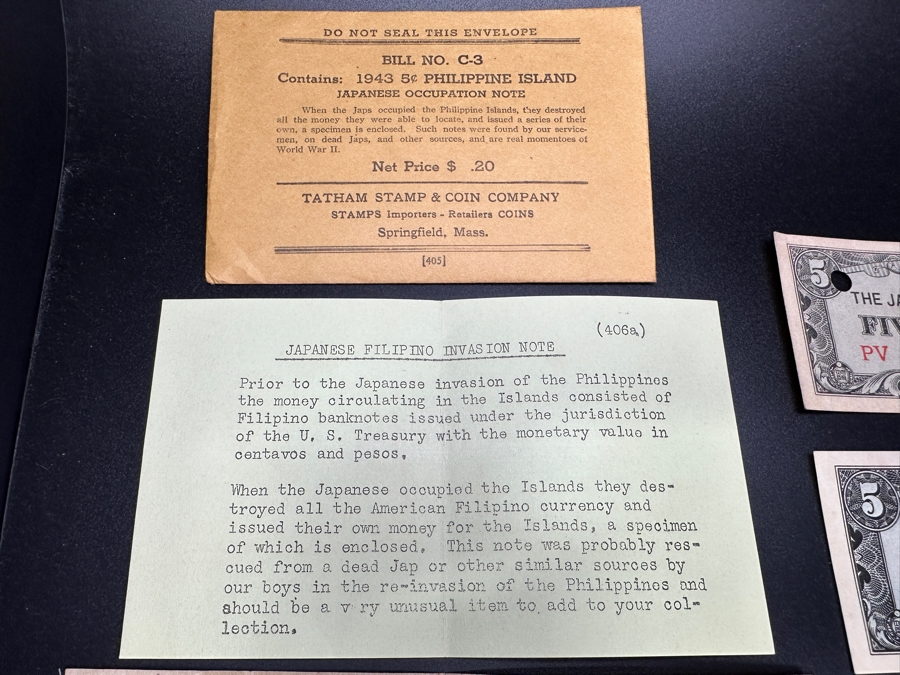 DO NOT SEAL THIS ENVELOPE
BILL NO. C-3
Contains: 1943 5¢ PHILIPPINE ISLAND
JAPANESE OCCUPATION NOTE
When the Japs occupied the Philippine Islands, they destroyed
all the money they were able to locate, and issued a series of their
own, a specimen is enclosed. Such notes were found by our service-
men, on dead Japs, and other sources, and are real momentoes of
World War II.
Net Price $ .20
TATHAM STAMP & COIN COMPANY
STAMPS Importers - Retailers COINS
Springfield, Mass.
[405]
(406a)
JAPANESE FILIPINO INVASION NOTE
Prior to the Japanese invasion of the Philippines
the money circulating in the Islands consisted of
Filipino banknotes issued under the jurisdiction
of the U. S. Treasury with the monetary value in
centavos and pesos.
When the Japanese occupied the Islands they des-
troyed all the American Filipino currency and
issued their own money for the Islands, a specimen
of which is enclosed. This note was probably res-
cued from a dead Jap or other similar sources by
our boys in the re-invasion of the Philippines and
should be a v ry unusual item to add to your col-
lection.
5
THE JA
FIV
PV
5